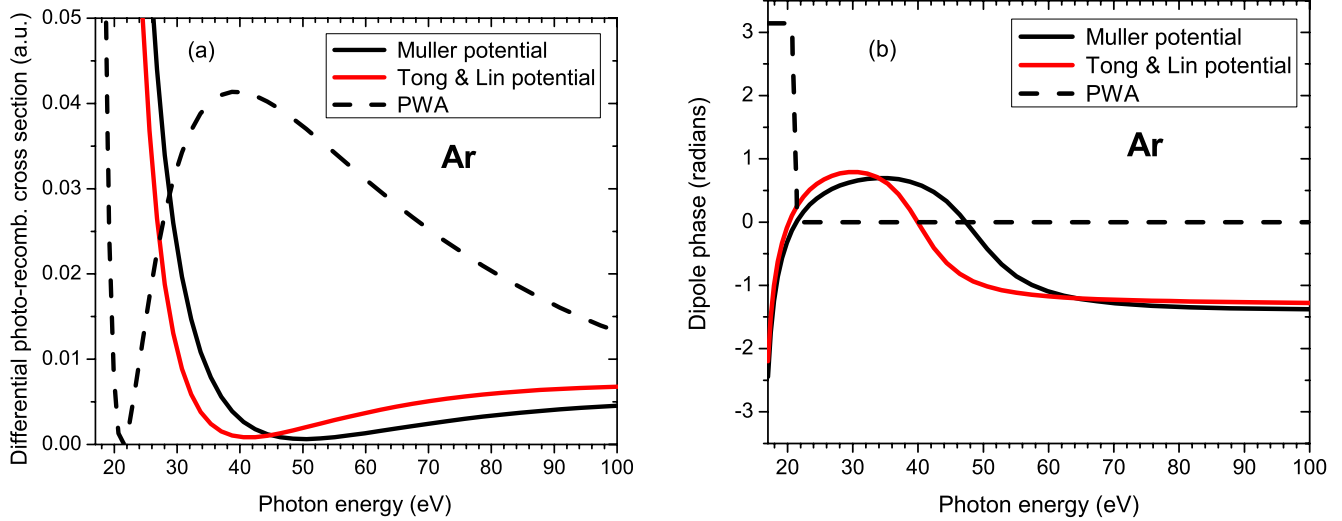 Differential photo-recomb. cross section (a.u.)
0.05
0.04
0.03
0.02
0.01
0.00
(a)
Muller potential
Tong & Lin potential
PWA
Ar
20 30 40 50 60 70 80 90 100
Photon energy (eV)
Dipole phase (radians)
3
2
1
0
-1
-2
-3
(b)
Muller potential
Tong & Lin potential
PWA
Ar
20 30 40 50 60 70 80 90 100
Photon energy (eV)